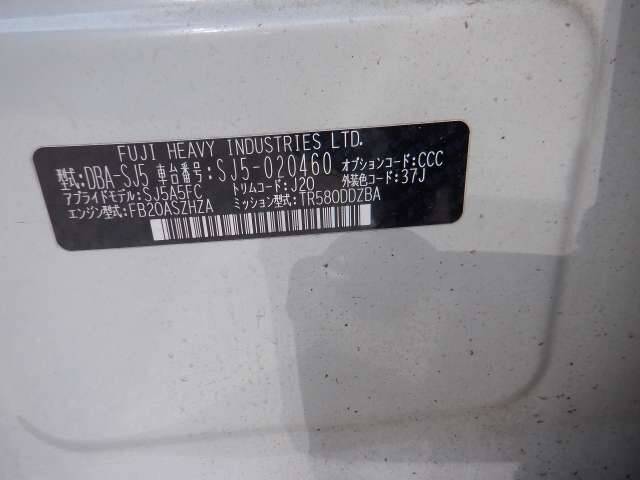 FUJI HEAVY INDUSTRIES LTD.
型式:DBA-SJ5 車台番号:SJ5-020460 オプションコード:CCC
アプライドモデル:SJ5A5FC トリムコード:J20 外装色コード:37J
エンジン型式:FB20ASZHZA ミッション型式:TR580DDZBA